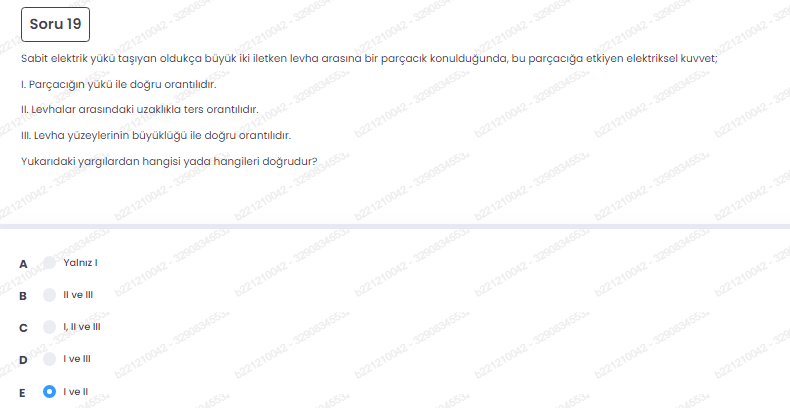 Soru 19
Sabit elektrik yükü taşıyan oldukça büyük iki iletken levha arasına bir parçacık konulduğunda, bu parçacığa etkiyen elektriksel kuvvet;
I. Parçacığın yükü ile doğru orantılıdır.
II. Levhalar arasındaki uzaklıkla ters orantılıdır.
III. Levha yüzeylerinin büyüklüğü ile doğru orantılıdır.
Yukarıdaki yargılardan hangisi yada hangileri doğrudur?
A Yalnız I
B II ve III
C I, II ve III
D I ve III
E I ve II